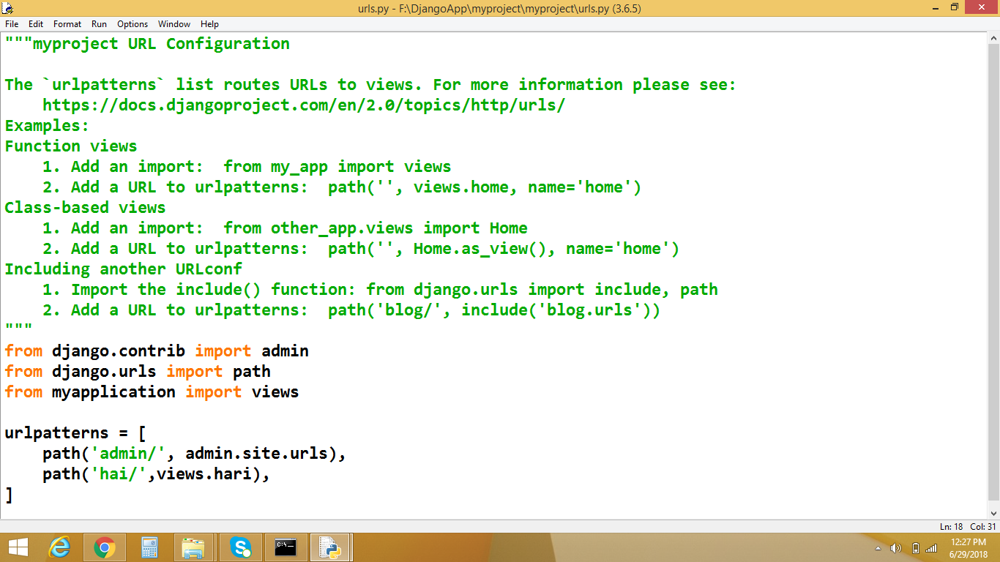 urls.py - F:\DjangoApp\myproject\myproject\urls.py (3.6.5)
File Edit Format Run Options Window Help
"""myproject URL Configuration
The `urlpatterns` list routes URLs to views. For more information please see:
    https://docs.djangoproject.com/en/2.0/topics/http/urls/
Examples:
Function views
    1. Add an import:  from my_app import views
    2. Add a URL to urlpatterns:  path('', views.home, name='home')
Class-based views
    1. Add an import:  from other_app.views import Home
    2. Add a URL to urlpatterns:  path('', Home.as_view(), name='home')
Including another URLconf
    1. Import the include() function: from django.urls import include, path
    2. Add a URL to urlpatterns:  path('blog/', include('blog.urls'))
"""
from django.contrib import admin
from django.urls import path
from myapplication import views
urlpatterns = [
    path('admin/', admin.site.urls),
    path('hai/',views.hari),
]
Ln: 18 Col: 31
C:\_
12:27 PM
6/29/2018